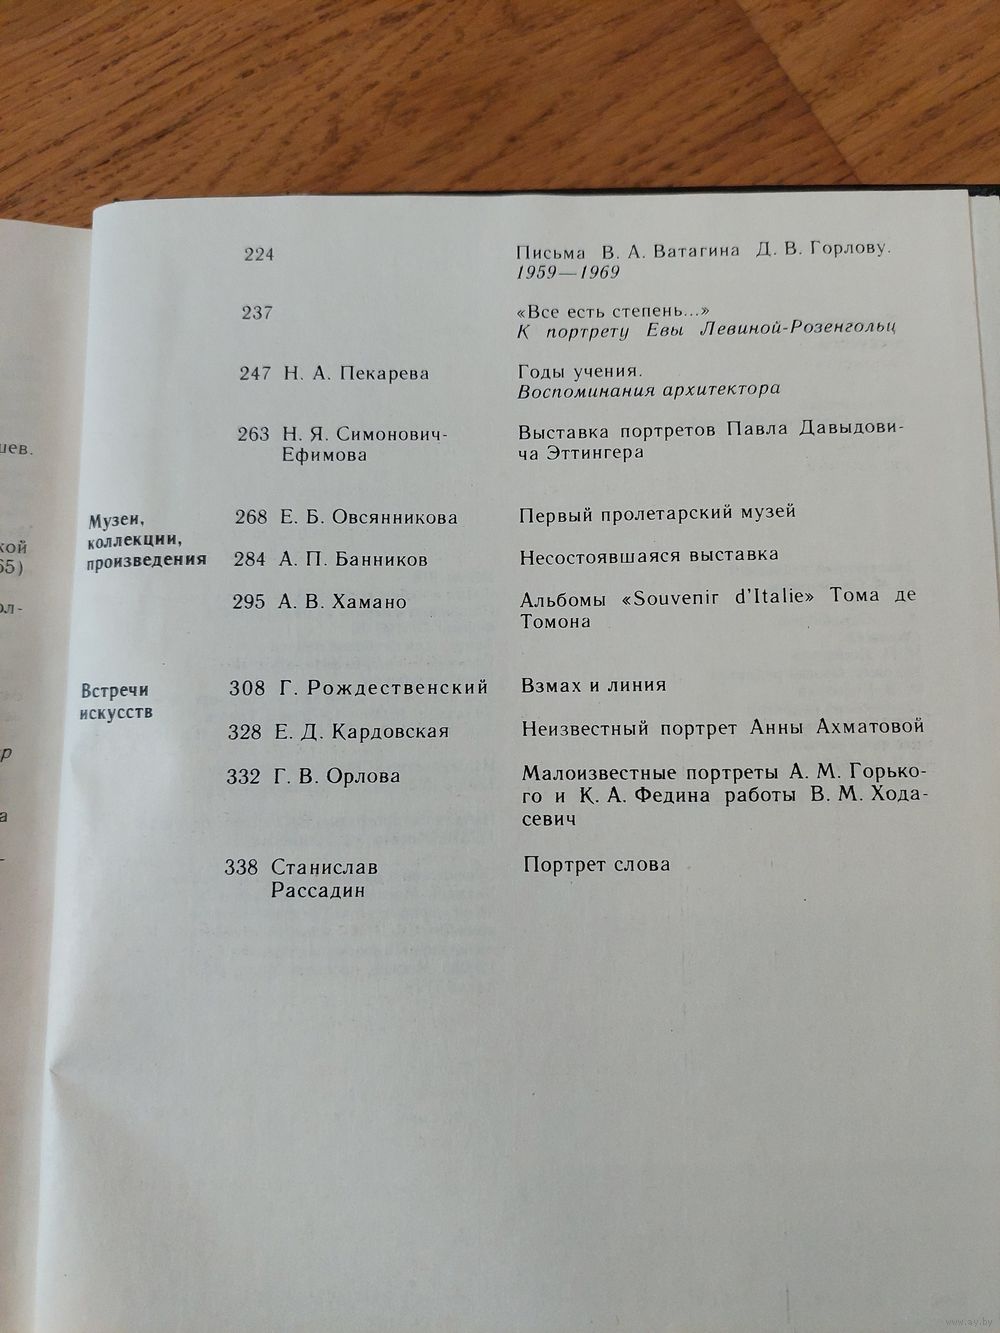 224 Письма В. А. Ватагина Д. В. Горлову.
1959—1969
237 «Все есть степень...»
К портрету Евы Левиной-Розенгольц
247 Н. А. Пекарева Годы учения.
Воспоминания архитектора
263 Н. Я. Симонович- Выставка портретов Павла Давыдови-
Ефимова ча Эттингера
Музеи,
коллекции,
произведения
268 Е. Б. Овсянникова Первый пролетарский музей
284 А. П. Банников Несостоявшаяся выставка
295 А. В. Хамано Альбомы «Souvenir d'Italie» Тома де
Томона
Встречи
искусств
308 Г. Рождественский Взмах и линия
328 Е. Д. Кардовская Неизвестный портрет Анны Ахматовой
332 Г. В. Орлова Малоизвестные портреты А. М. Горько-
го и К. А. Федина работы В. М. Хода-
севич
338 Станислав Портрет слова
Рассадин
www.ay.by